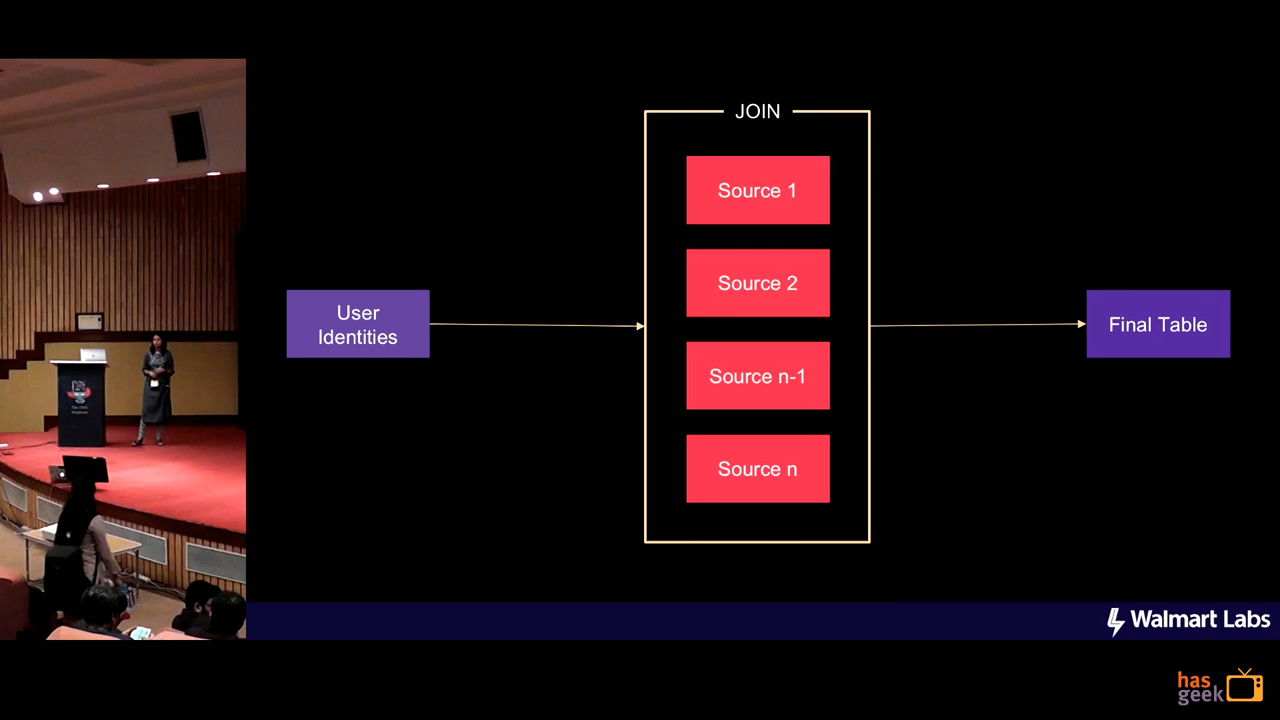 JOIN
Source 1
Source 2
Source n-1
Source n
User
Identities
Final Table
Walmart Labs
has
geek